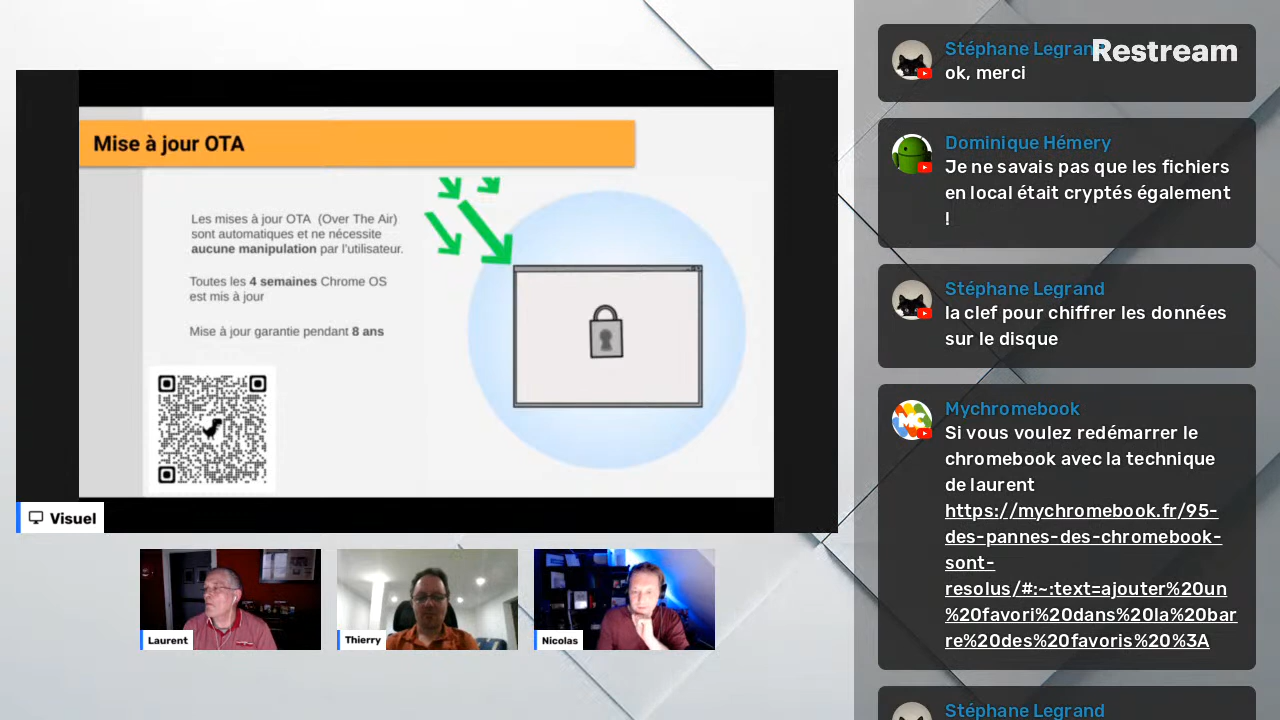 Mise à jour OTA
Les mises à jour OTA (Over The Air)
sont automatiques et ne nécessite
aucune manipulation par l'utilisateur.
Toutes les 4 semaines Chrome OS
est mis à jour
Mise à jour garantie pendant 8 ans
Visuel
Laurent
Thierry
Nicolas
Restream
Stéphane Legrand
ok, merci
Dominique Hémery
Je ne savais pas que les fichiers
en local était cryptés également
!
Stéphane Legrand
la clef pour chiffrer les données
sur le disque
Mychromebook
Si vous voulez redémarrer le
chromebook avec la technique
de laurent
https://mychromebook.fr/95-
des-pannes-des-chromebook-
sont-
resolus/#:~:text=ajouter%20un
%20favori%20dans%20la%20bar
re%20des%20favoris%20%3A
Stéphane Legrand